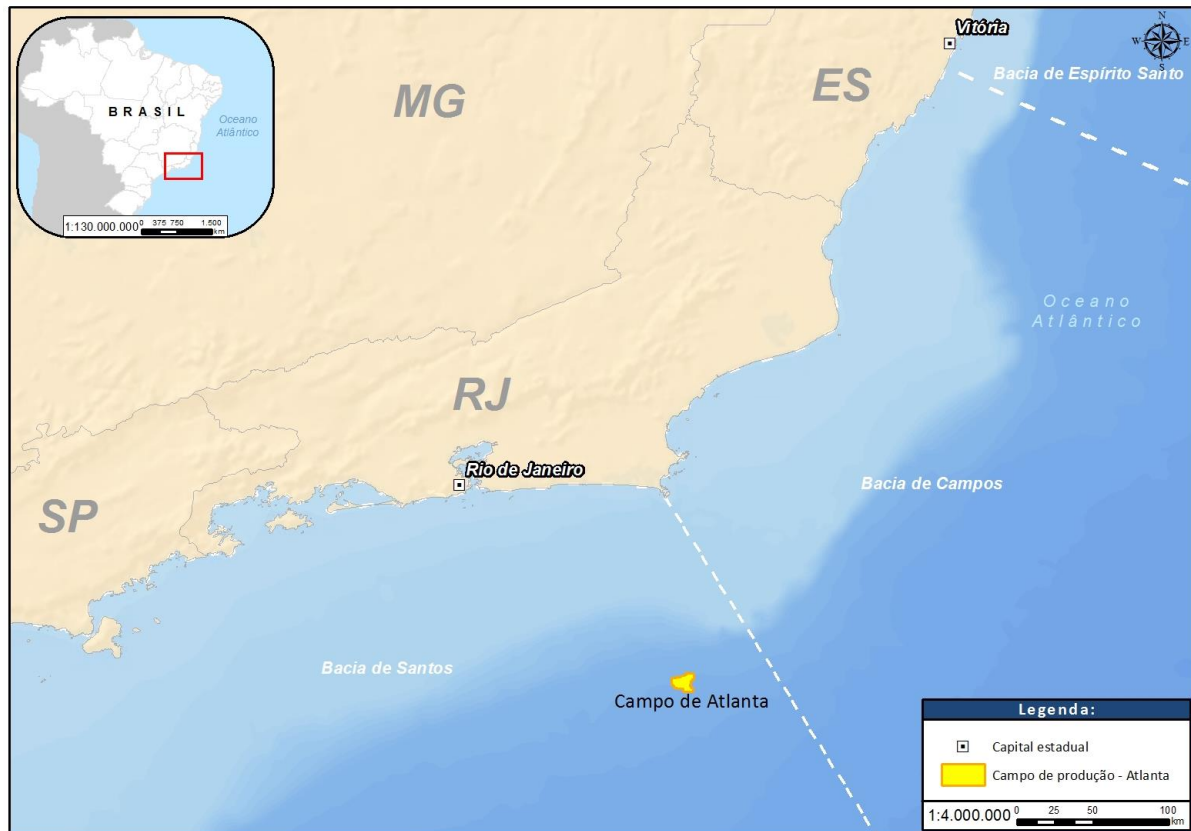 BRASIL
Oceano
Atlântico
1:130.000.000
0 375 750 1.500
km
MG
ES
Vitória
N
W E
S
Bacia de Espírito Santo
Oceano
Atlântico
RJ
Rio de Janeiro
SP
Bacia de Campos
Bacia de Santos
Campo de Atlanta
Legenda:
Capital estadual
Campo de produção - Atlanta
1:4.000.000
0 25 50 100
km